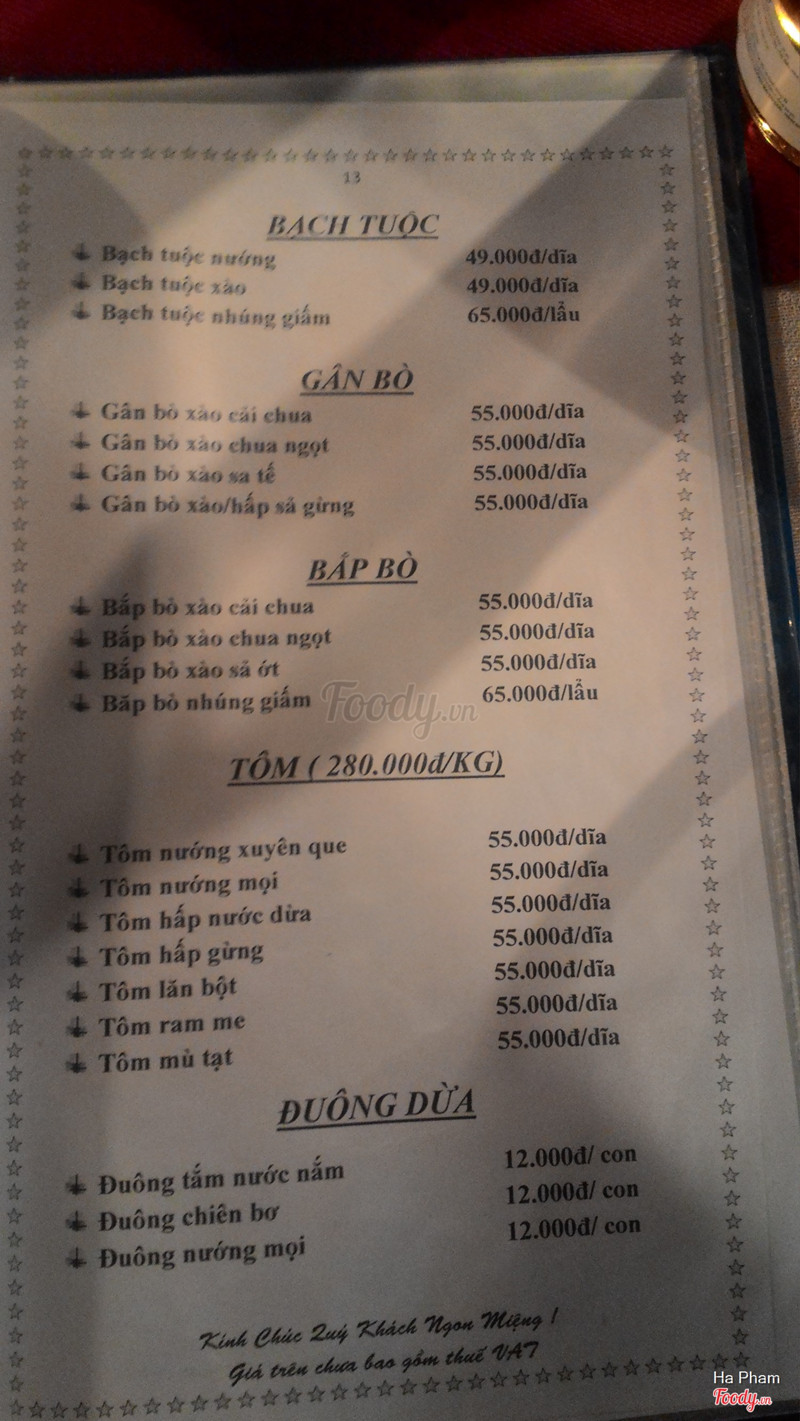 13
BẠCH TUỘC
Bạch tuộc nướng 49.000đ/dĩa
Bạch tuộc xào 49.000đ/dĩa
Bạch tuộc nhúng giấm 65.000đ/lẩu
GÂN BÒ
Gân bò xào cải chua 55.000đ/dĩa
Gân bò xào chua ngọt 55.000đ/dĩa
Gân bò xào sa tế 55.000đ/dĩa
Gân bò xào/hấp sả gừng 55.000đ/dĩa
BẮP BÒ
Bắp bò xào cải chua 55.000đ/dĩa
Bắp bò xào chua ngọt 55.000đ/dĩa
Bắp bò xào sả ớt 55.000đ/dĩa
Băp bò nhúng giấm 65.000đ/lẩu
Foody.vn
TÔM ( 280.000đ/KG)
Tôm nướng xuyên que 55.000đ/dĩa
Tôm nướng mọi 55.000đ/dĩa
Tôm hấp nước dừa 55.000đ/dĩa
Tôm hấp gừng 55.000đ/dĩa
Tôm lăn bột 55.000đ/dĩa
Tôm ram me 55.000đ/dĩa
Tôm mù tạt 55.000đ/dĩa
ĐUÔNG DỪA
Đuông tắm nước nắm 12.000đ/ con
Đuông chiên bơ 12.000đ/ con
Đuông nướng mọi 12.000đ/ con
Kính Chúc Quý Khách Ngon Miệng !
Giá trên chưa bao gồm thuế VAT
Ha Pham
Foody.vn